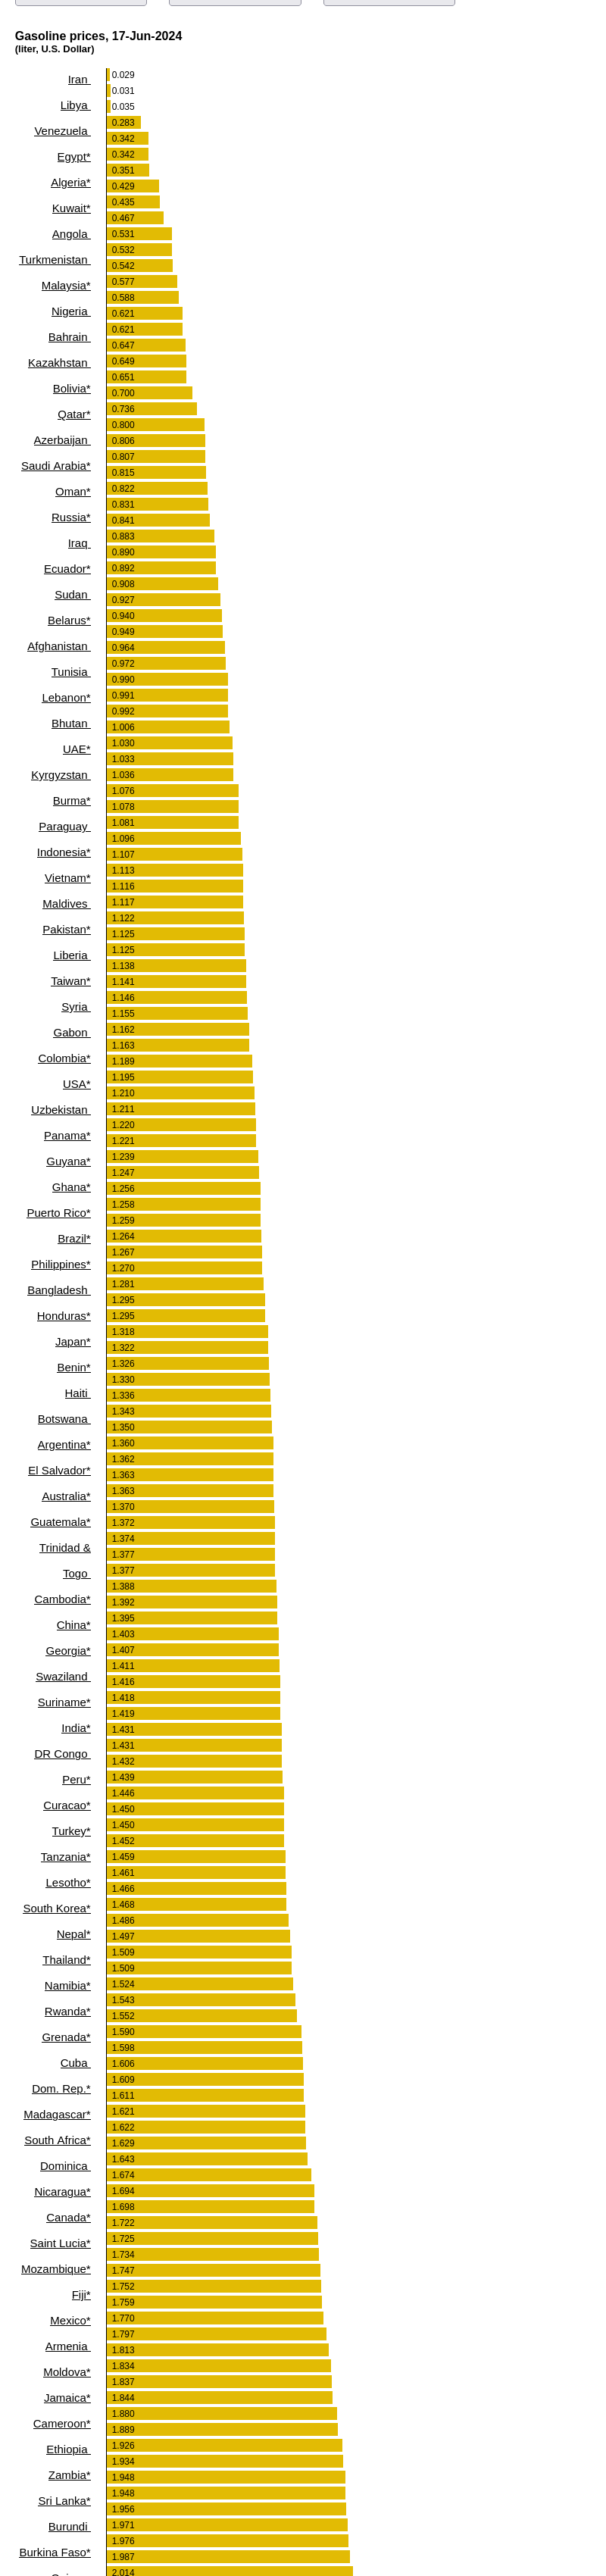 Gasoline prices, 17-Jun-2024
(liter, U.S. Dollar)
Iran
Libya
Venezuela
Egypt*
Algeria*
Kuwait*
Angola
Turkmenistan
Malaysia*
Nigeria
Bahrain
Kazakhstan
Bolivia*
Qatar*
Azerbaijan
Saudi Arabia*
Oman*
Russia*
Iraq
Ecuador*
Sudan
Belarus*
Afghanistan
Tunisia
Lebanon*
Bhutan
UAE*
Kyrgyzstan
Burma*
Paraguay
Indonesia*
Vietnam*
Maldives
Pakistan*
Liberia
Taiwan*
Syria
Gabon
Colombia*
USA*
Uzbekistan
Panama*
Guyana*
Ghana*
Puerto Rico*
Brazil*
Philippines*
Bangladesh
Honduras*
Japan*
Benin*
Haiti
Botswana
Argentina*
El Salvador*
Australia*
Guatemala*
Trinidad &
Togo
Cambodia*
China*
Georgia*
Swaziland
Suriname*
India*
DR Congo
Peru*
Curacao*
Turkey*
Tanzania*
Lesotho*
South Korea*
Nepal*
Thailand*
Namibia*
Rwanda*
Grenada*
Cuba
Dom. Rep.*
Madagascar*
South Africa*
Dominica
Nicaragua*
Canada*
Saint Lucia*
Mozambique*
Fiji*
Mexico*
Armenia
Moldova*
Jamaica*
Cameroon*
Ethiopia
Zambia*
Sri Lanka*
Burundi
Burkina Faso*
0.029
0.031
0.035
0.283
0.342
0.342
0.351
0.429
0.435
0.467
0.531
0.532
0.542
0.577
0.588
0.621
0.621
0.647
0.649
0.651
0.700
0.736
0.800
0.806
0.807
0.815
0.822
0.831
0.841
0.883
0.890
0.892
0.908
0.927
0.940
0.949
0.964
0.972
0.990
0.991
0.992
1.006
1.030
1.033
1.036
1.076
1.078
1.081
1.096
1.107
1.113
1.116
1.117
1.122
1.125
1.125
1.138
1.141
1.146
1.155
1.162
1.163
1.189
1.195
1.210
1.211
1.220
1.221
1.239
1.247
1.256
1.258
1.259
1.264
1.267
1.270
1.281
1.295
1.295
1.318
1.322
1.326
1.330
1.336
1.343
1.350
1.360
1.362
1.363
1.363
1.370
1.372
1.374
1.377
1.377
1.388
1.392
1.395
1.403
1.407
1.411
1.416
1.418
1.419
1.431
1.431
1.432
1.439
1.446
1.450
1.450
1.452
1.459
1.461
1.466
1.468
1.486
1.497
1.509
1.509
1.524
1.543
1.552
1.590
1.598
1.606
1.609
1.611
1.621
1.622
1.629
1.643
1.674
1.694
1.698
1.722
1.725
1.734
1.747
1.752
1.759
1.770
1.797
1.813
1.834
1.837
1.844
1.880
1.889
1.926
1.934
1.948
1.948
1.956
1.971
1.976
1.987
2.014